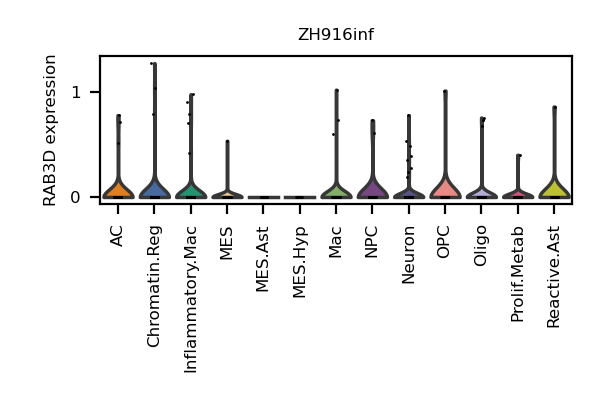 ZH916inf
RAB3D expression
1
0
AC
Chromatin.Reg
Inflammatory.Mac
MES
MES.Ast
MES.Hyp
Mac
NPC
Neuron
OPC
Oligo
Prolif.Metab
Reactive.Ast